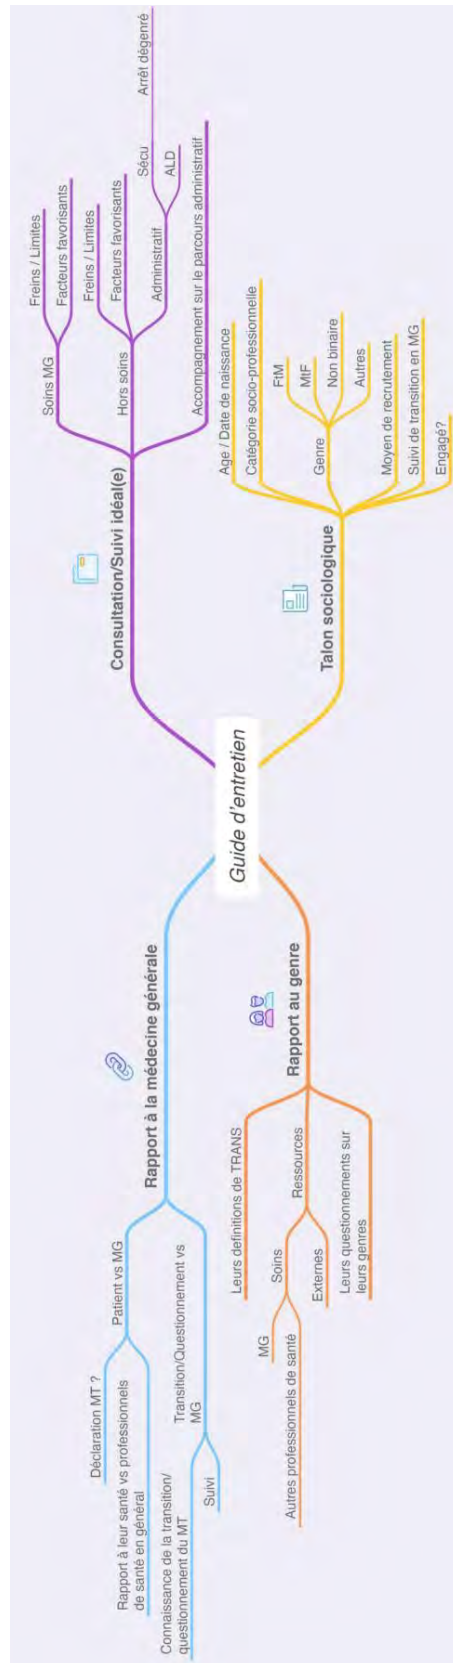 Guide d'entretien
Rapport à la médecine générale
Patient vs MG
Déclaration MT ?
Rapport à leur santé vs professionnels
de santé en général
Transition/Questionnement vs
MG
Connaissance de la transition/
questionnement du MT
Suivi
Rapport au genre
Leurs definitions de TRANS
Ressources
Soins
MG
Autres professionnels de santé
Externes
Leurs questionnements sur
leurs genres
Consultation/Suivi idéal(e)
Soins MG
Freins / Limites
Facteurs favorisants
Hors soins
Freins / Limites
Facteurs favorisants
Administratif
Sécu
Arrêt dégenré
ALD
Accompagnement sur le parcours administratif
Talon sociologique
Age / Date de naissance
Catégorie socio-professionnelle
Genre
FtM
MtF
Non binaire
Autres
Moyen de recrutement
Suivi de transition en MG
Engagé?